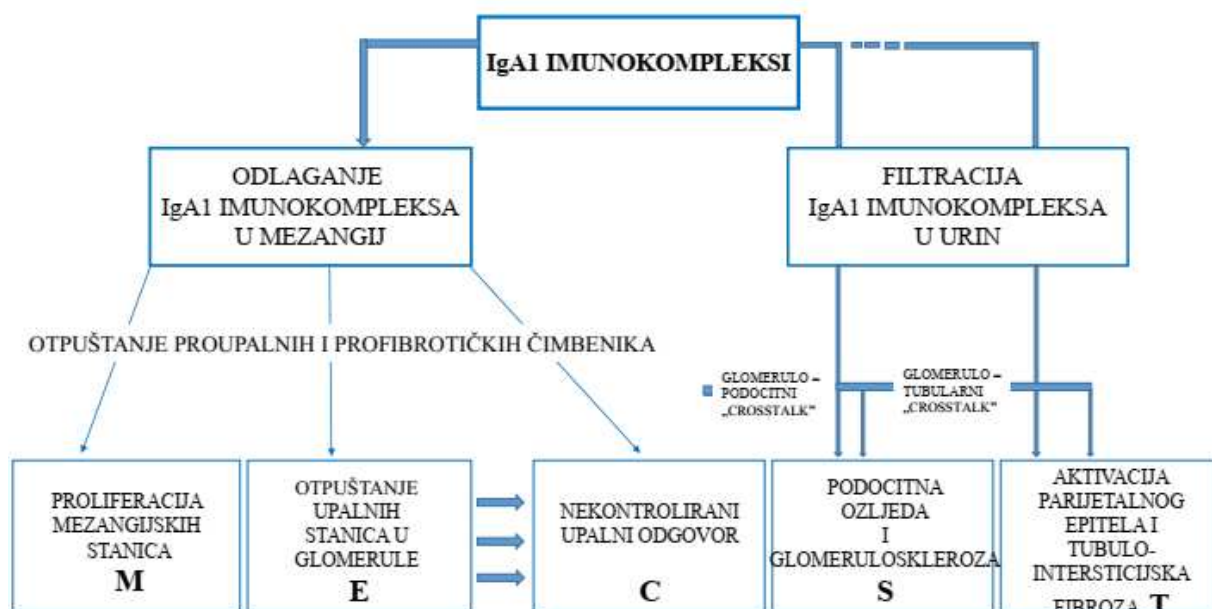 IgA1 IMUNOKOMPLEKSI
ODLAGANJE
IgA1 IMUNOKOMPLEKSA
U MEZANGIJ
FILTRACIJA
IgA1 IMUNOKOMPLEKSA
U URIN
OTPUŠTANJE PROUPALNIH I PROFIBROTIČKIH ČIMBENIKA
GLOMERULO –
PODOCITNI
„CROSSTALK”
GLOMERULO –
TUBULARNI
„CROSSTALK”
PROLIFERACIJA
MEZANGIJSKIH
STANICA
M
OTPUŠTANJE
UPALNIH
STANICA U
GLOMERULE
E
NEKONTROLIRANI
UPALNI ODGOVOR
C
PODOCITNA
OZLJEDA
I
GLOMERULOSKLEROZA
S
AKTIVACIJA
PARIJETALNOG
EPITELA I
TUBULO-
INTERSTICIJSKA
FIBROZA T